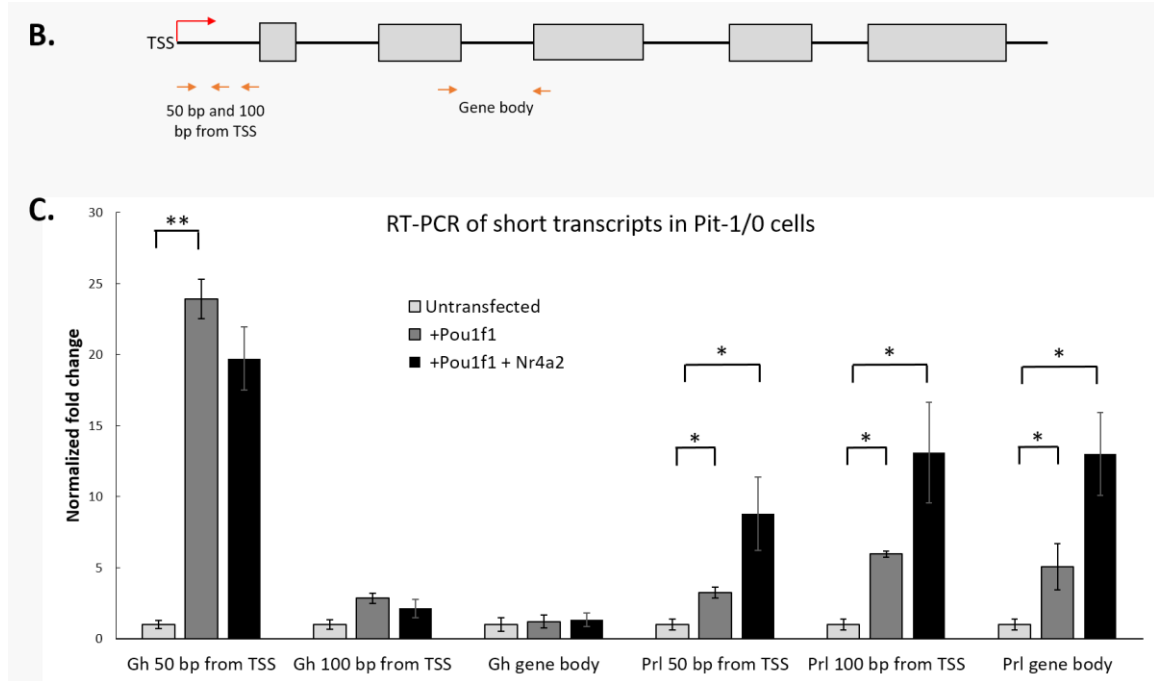 B.
TSS
50 bp and 100
bp from TSS
Gene body
C.
RT-PCR of short transcripts in Pit-1/0 cells
Normalized fold change
30
25
20
15
10
5
0
**
*
*
*
*
*
*
Untransfected
+Pou1f1
+Pou1f1 + Nr4a2
Gh 50 bp from TSS
Gh 100 bp from TSS
Gh gene body
Prl 50 bp from TSS
Prl 100 bp from TSS
Prl gene body